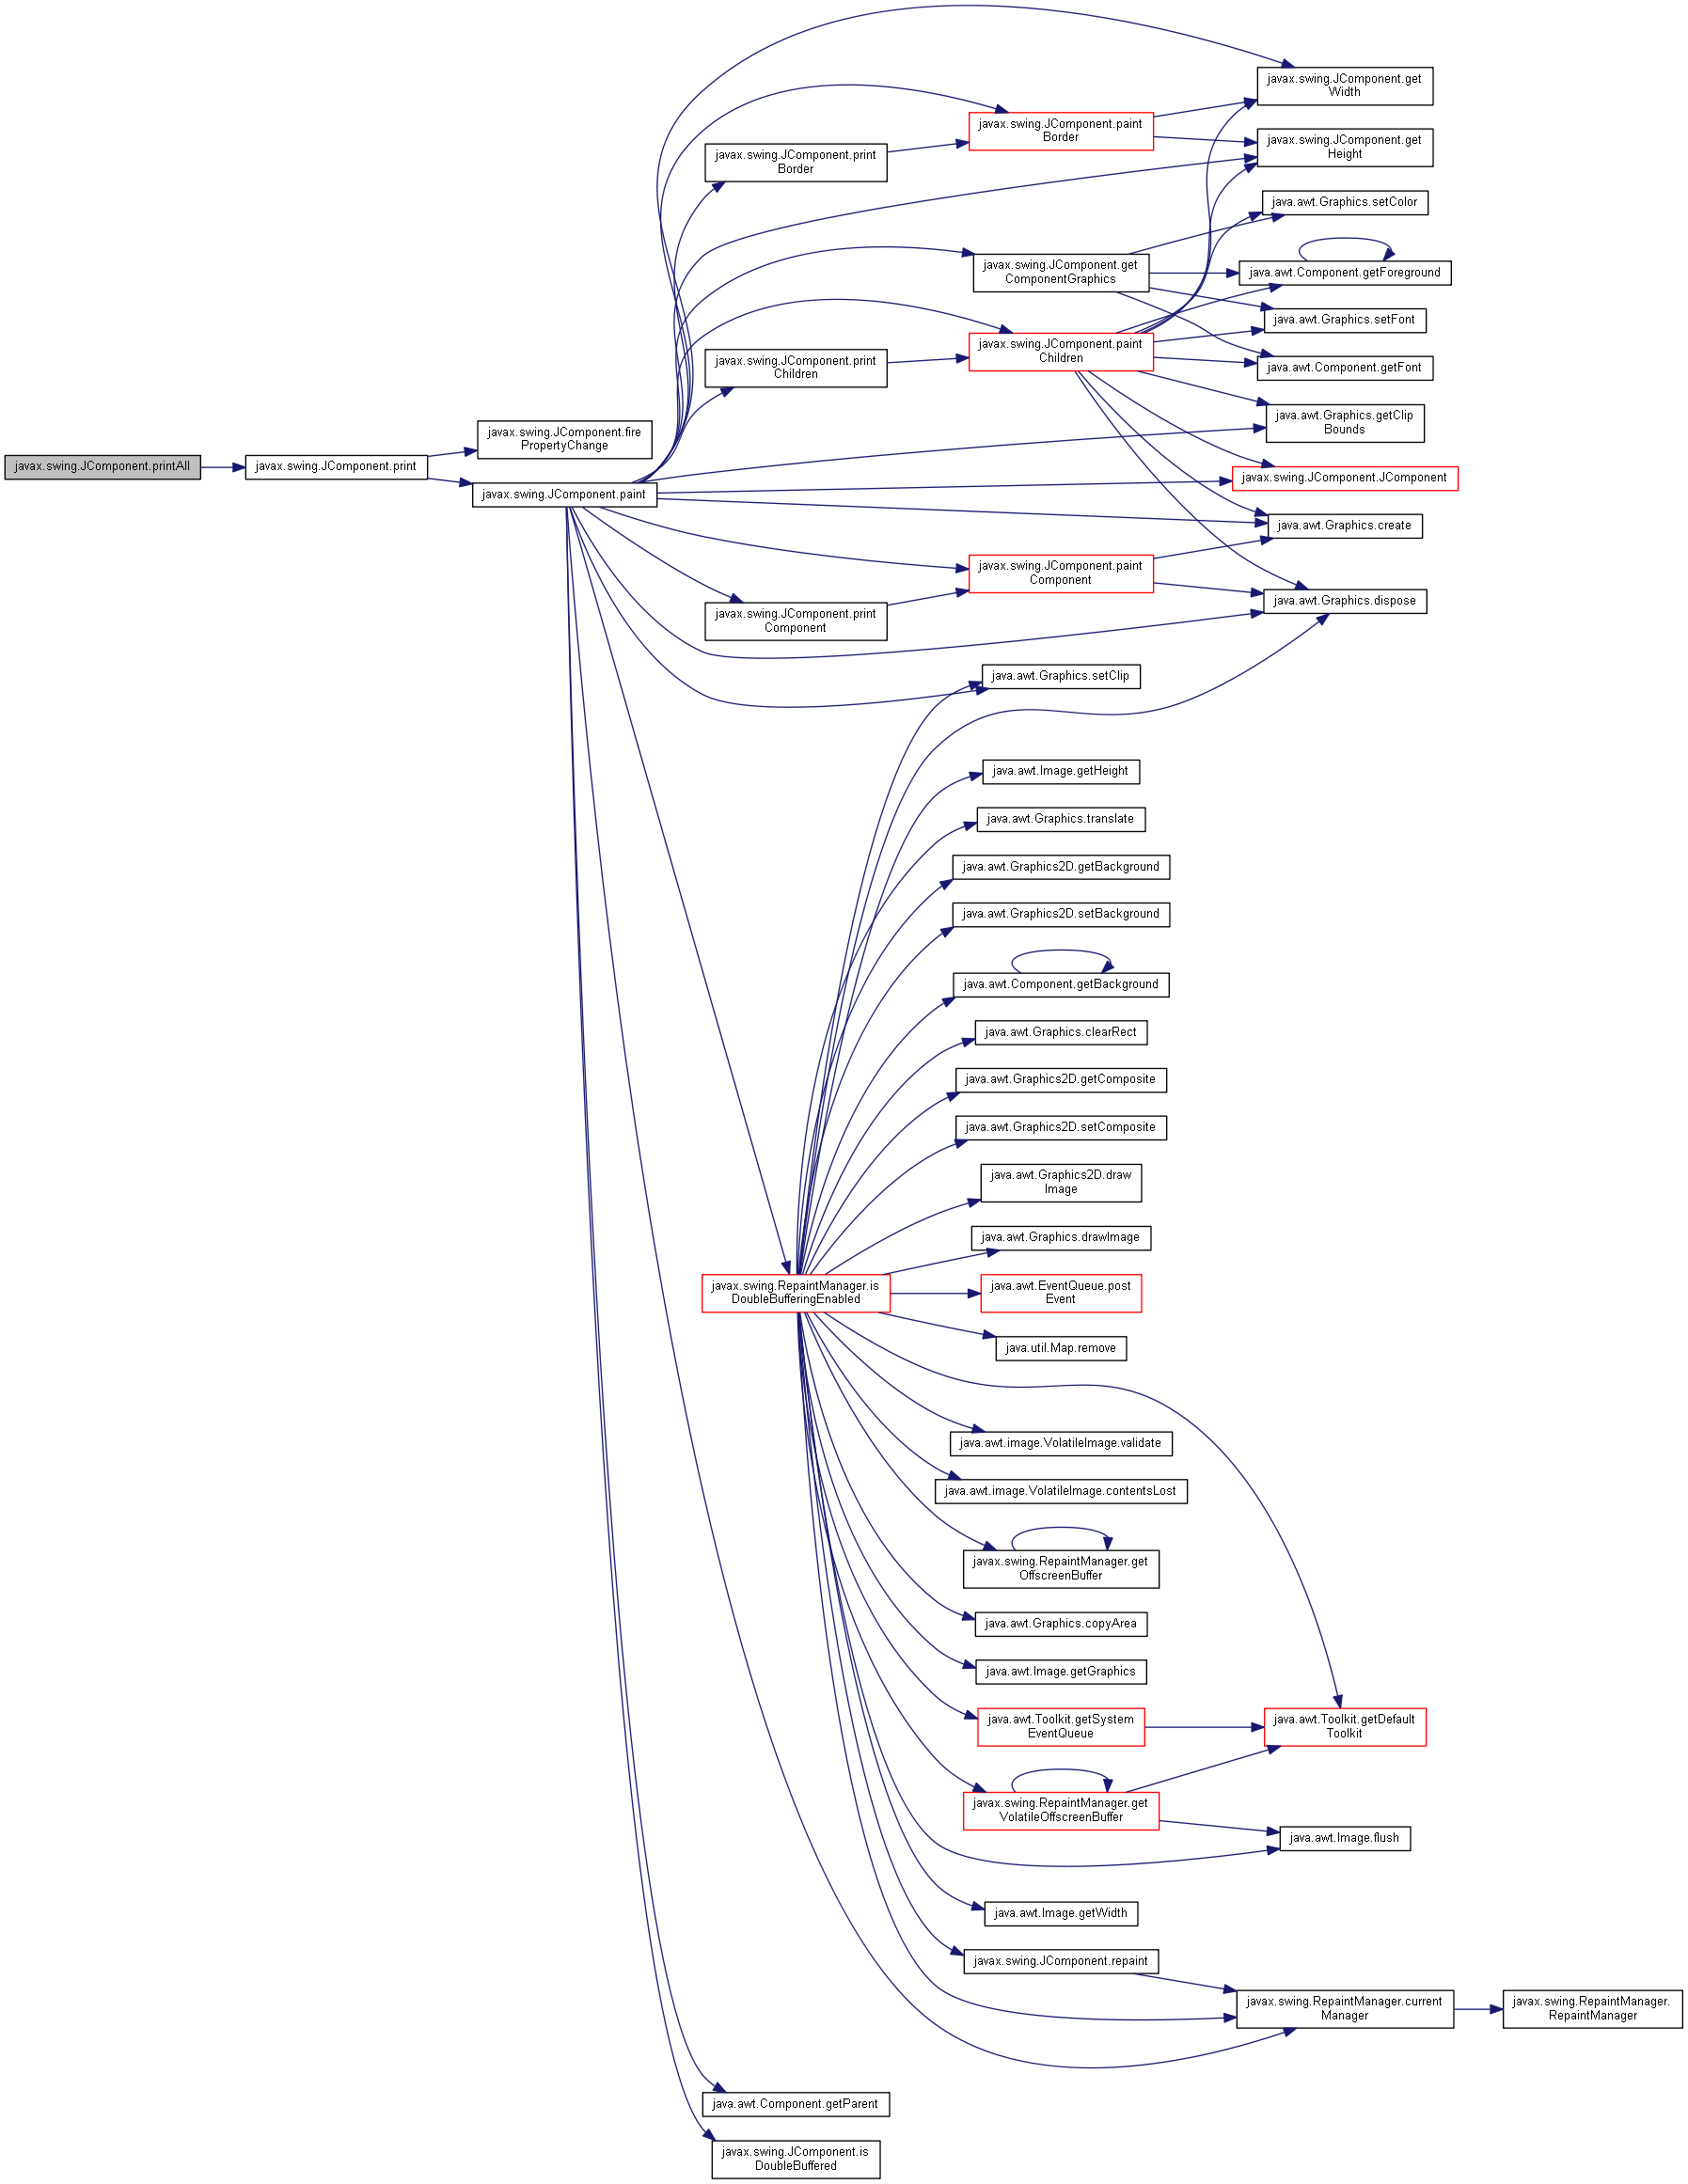 javax.swing.JComponent.printAll
javax.swing.JComponent.print
javax.swing.JComponent.fire
PropertyChange
javax.swing.JComponent.paint
javax.swing.JComponent.print
Border
javax.swing.JComponent.print
Children
javax.swing.JComponent.print
Component
javax.swing.RepaintManager.is
DoubleBufferingEnabled
java.awt.Component.getParent
javax.swing.JComponent.is
DoubleBuffered
javax.swing.JComponent.paint
Border
javax.swing.JComponent.get
ComponentGraphics
javax.swing.JComponent.paint
Children
javax.swing.JComponent.paint
Component
java.awt.Graphics.setClip
java.awt.Image.getHeight
java.awt.Graphics.translate
java.awt.Graphics2D.getBackground
java.awt.Graphics2D.setBackground
java.awt.Component.getBackground
java.awt.Graphics.clearRect
java.awt.Graphics2D.getComposite
java.awt.Graphics2D.setComposite
java.awt.Graphics2D.draw
Image
java.awt.Graphics.drawImage
java.awt.EventQueue.post
Event
java.util.Map.remove
java.awt.image.VolatileImage.validate
java.awt.image.VolatileImage.contentsLost
javax.swing.RepaintManager.get
OffscreenBuffer
java.awt.Graphics.copyArea
java.awt.Image.getGraphics
java.awt.Toolkit.getSystem
EventQueue
javax.swing.RepaintManager.get
VolatileOffscreenBuffer
java.awt.Image.getWidth
javax.swing.JComponent.repaint
javax.swing.JComponent.get
Width
javax.swing.JComponent.get
Height
java.awt.Graphics.setColor
java.awt.Component.getForeground
java.awt.Graphics.setFont
java.awt.Component.getFont
java.awt.Graphics.getClip
Bounds
javax.swing.JComponent.JComponent
java.awt.Graphics.create
java.awt.Graphics.dispose
java.awt.Toolkit.getDefault
Toolkit
java.awt.Image.flush
javax.swing.RepaintManager.current
Manager
javax.swing.RepaintManager.
RepaintManager